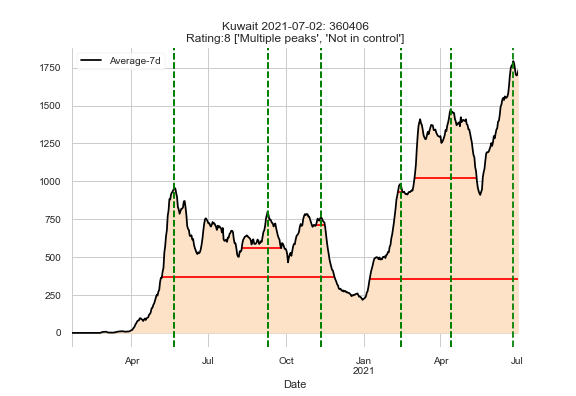 Kuwait 2021-07-02: 360406
Rating:8 ['Multiple peaks', 'Not in control']
Average-7d
1750
1500
1250
1000
750
500
250
0
Apr
Jul
Oct
Jan
2021
Apr
Jul
Date